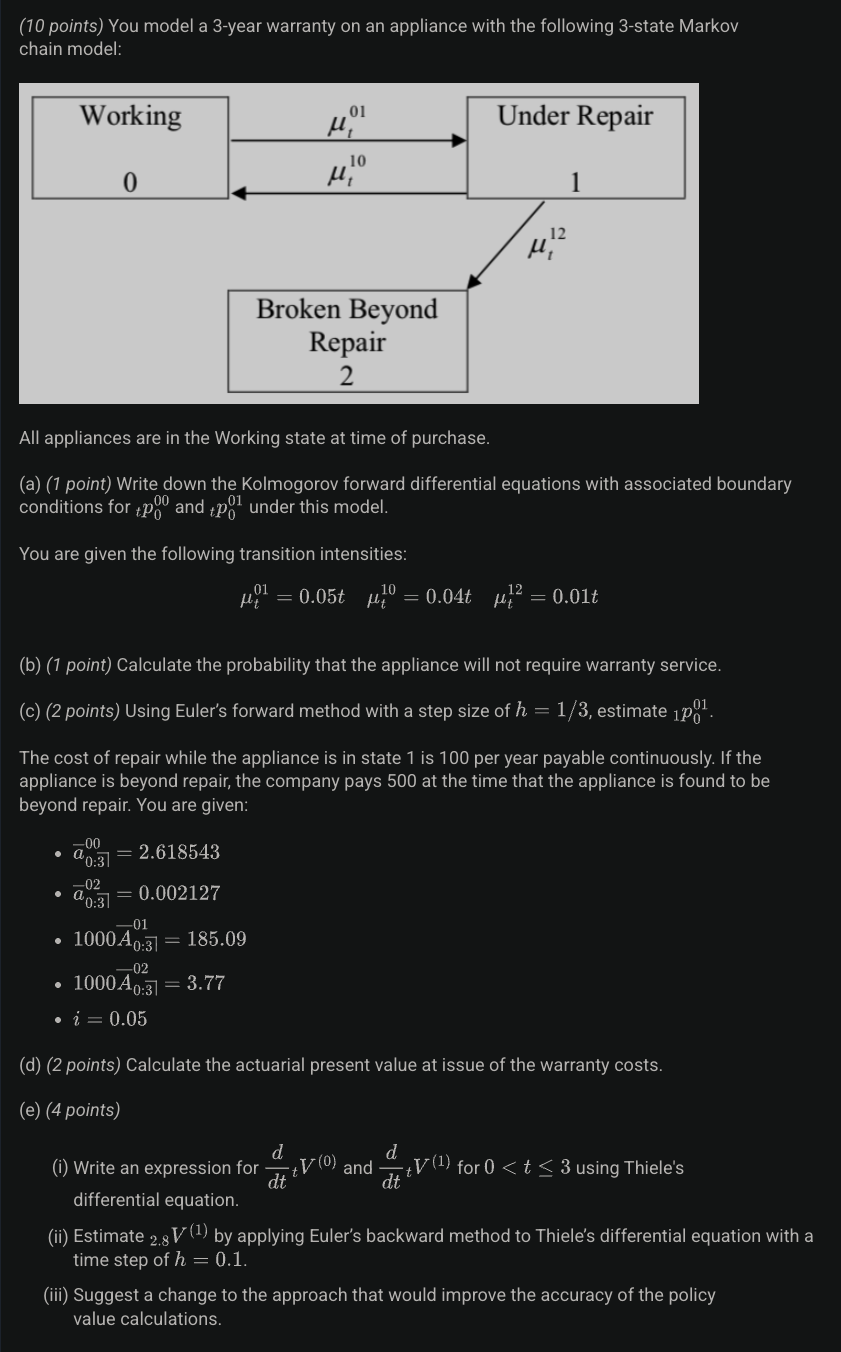 (10 points) You model a 3-year warranty on an appliance with the following 3-state Markov
chain model:
Working
0
μ_t^{01}
μ_t^{10}
Under Repair
1
μ_t^{12}
Broken Beyond
Repair
2
All appliances are in the Working state at time of purchase.
(a) (1 point) Write down the Kolmogorov forward differential equations with associated boundary
conditions for {}_tp_0^{00} and {}_tp_0^{01} under this model.
You are given the following transition intensities:
μ_t^{01} = 0.05t μ_t^{10} = 0.04t μ_t^{12} = 0.01t
(b) (1 point) Calculate the probability that the appliance will not require warranty service.
(c) (2 points) Using Euler's forward method with a step size of h = 1/3, estimate {}_1p_0^{01}.
The cost of repair while the appliance is in state 1 is 100 per year payable continuously. If the
appliance is beyond repair, the company pays 500 at the time that the appliance is found to be
beyond repair. You are given:
• \overline{a}_{0:\overline{3|}}^{00} = 2.618543
• \overline{a}_{0:\overline{3|}}^{02} = 0.002127
• 1000\overline{A}_{0:\overline{3|}}^{01} = 185.09
• 1000\overline{A}_{0:\overline{3|}}^{02} = 3.77
• i = 0.05
(d) (2 points) Calculate the actuarial present value at issue of the warranty costs.
(e) (4 points)
(i) Write an expression for \frac{d}{dt}{}_tV^{(0)} and \frac{d}{dt}{}_tV^{(1)} for 0 < t ≤ 3 using Thiele's
differential equation.
(ii) Estimate {}_{2.8}V^{(1)} by applying Euler's backward method to Thiele's differential equation with a
time step of h = 0.1.
(iii) Suggest a change to the approach that would improve the accuracy of the policy
value calculations.